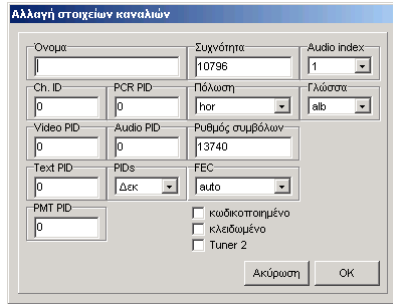 Αλλαγή στοιχείων καναλιών
Όνομα Συχνότητα Audio index
10796 1
Ch. ID PCR PID Πόλωση Γλώσσα
0 0 hor alb
Video PID Audio PID Ρυθμός συμβόλων
0 0 13740
Text PID PIDs FEC
0 Δεκ auto
PMT PID
0
κωδικοποιημένο
κλειδωμένο
Tuner 2
Ακύρωση OK